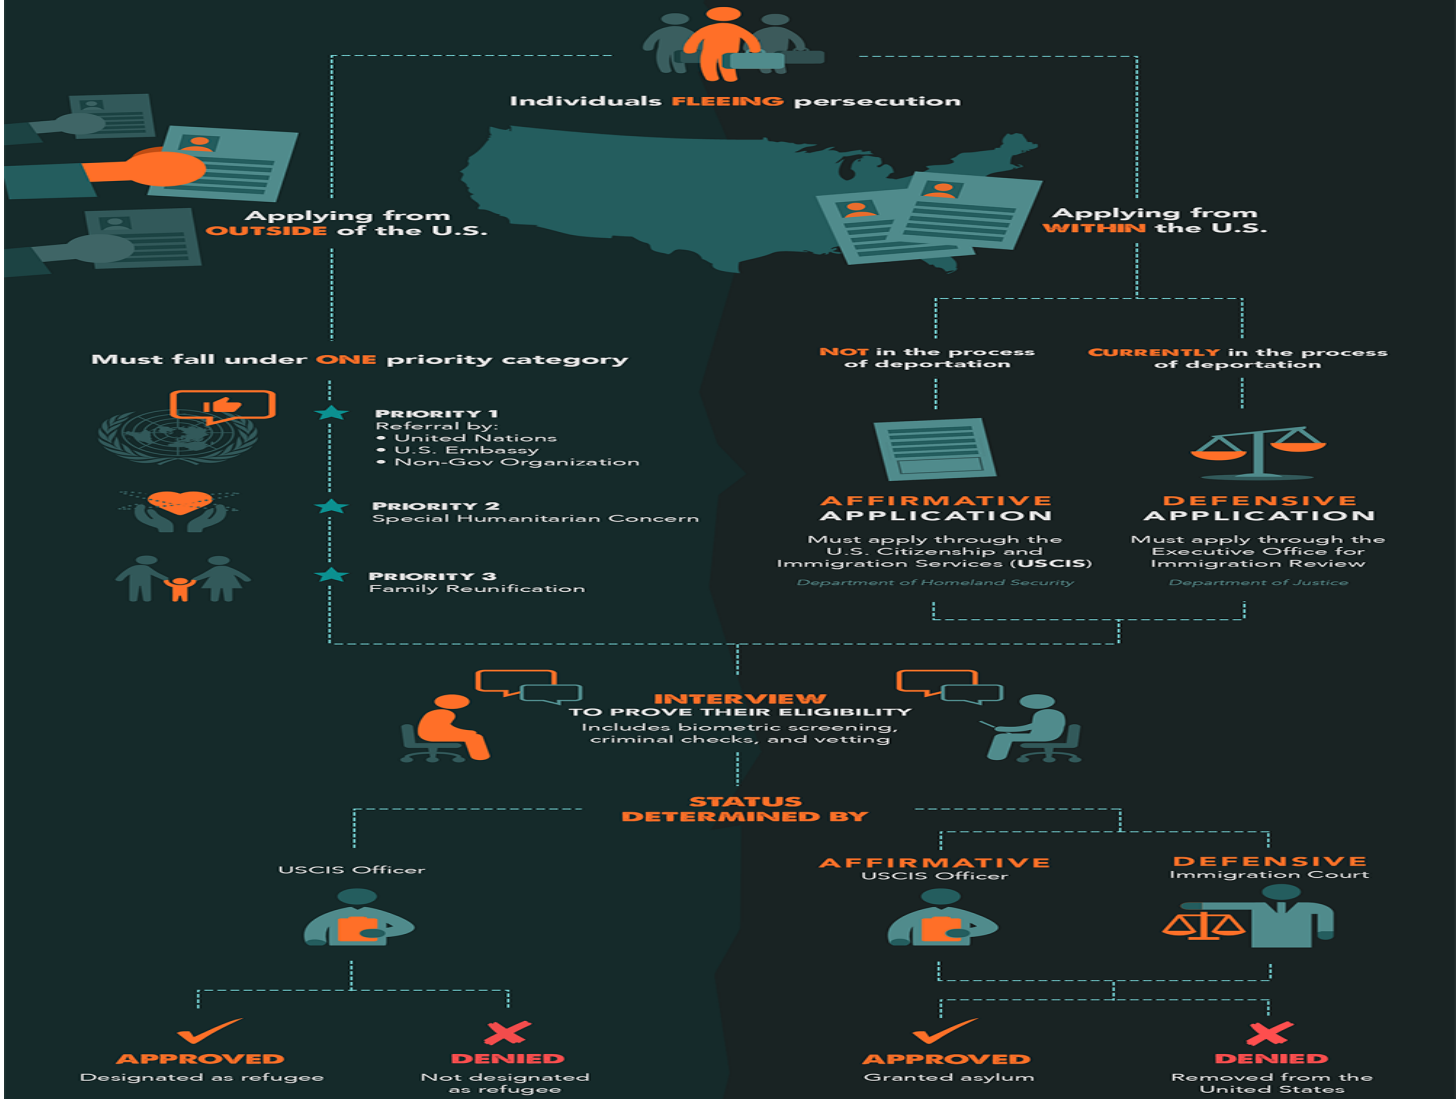 Individuals FLEEING persecution
Applying from
OUTSIDE of the U.S.
Applying from
WITHIN the U.S.
Must fall under ONE priority category
PRIORITY 1
Referral by:
• United Nations
• U.S. Embassy
• Non-Gov Organization
PRIORITY 2
Special Humanitarian Concern
PRIORITY 3
Family Reunification
NOT in the process
of deportation
CURRENTLY in the process
of deportation
AFFIRMATIVE
APPLICATION
Must apply through the
U.S. Citizenship and
Immigration Services (USCIS)
Department of Homeland Security
DEFENSIVE
APPLICATION
Must apply through the
Executive Office for
Immigration Review
Department of Justice
INTERVIEW
TO PROVE THEIR ELIGIBILITY
Includes biometric screening,
criminal checks, and vetting
STATUS
DETERMINED BY
USCIS Officer
AFFIRMATIVE
USCIS Officer
DEFENSIVE
Immigration Court
APPROVED
Designated as refugee
DENIED
Not designated
as refugee
APPROVED
Granted asylum
DENIED
Removed from the
United States